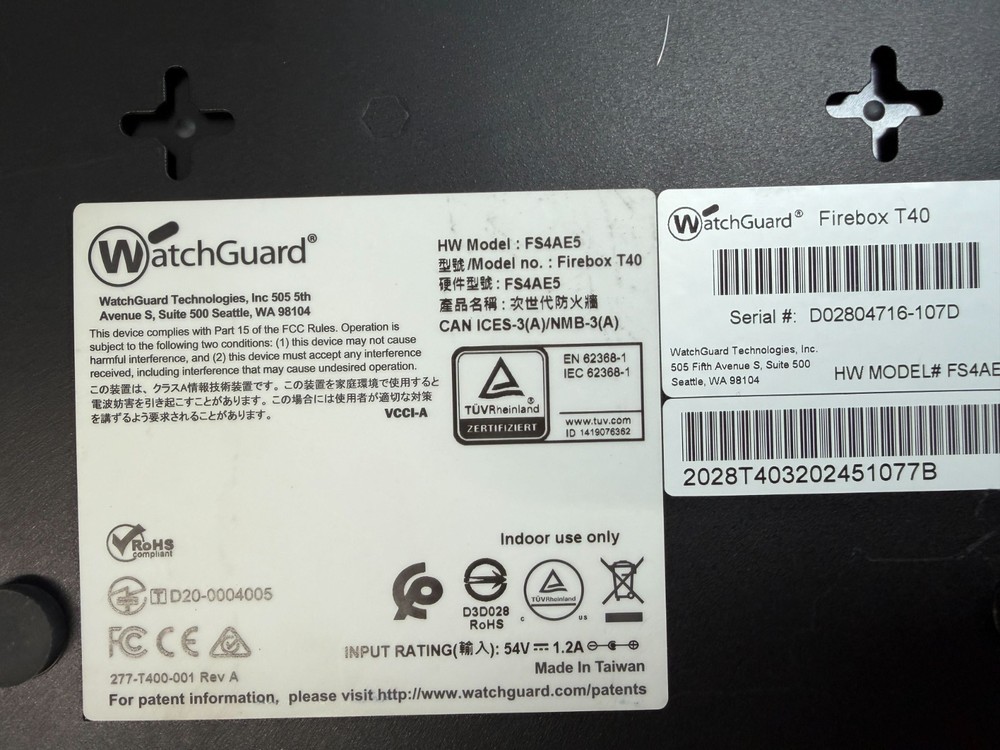 WatchGuard®
WatchGuard Technologies, Inc 505 5th
Avenue S, Suite 500 Seattle, WA 98104
This device complies with Part 15 of the FCC Rules. Operation is
subject to the following two conditions: (1) this device may not cause
harmful interference, and (2) this device must accept any interference
received, including interference that may cause undesired operation.
この装置は、クラスA情報技術装置です。この装置を家庭環境で使用すると
電波妨害を引き起こすことがあります。この場合には使用者が適切な対策
を講ずるよう要求されることがあります。
VCCI-A
HW Model : FS4AE5
型號/Model no. : Firebox T40
硬件型號 : FS4AE5
產品名稱 : 次世代防火牆
CAN ICES-3(A)/NMB-3(A)
TÜVRheinland®
ZERTIFIZIERT
EN 62368-1
IEC 62368-1
www.tuv.com
ID 1419076362
RoHS
compliant
T D20-0004005
FC CE
277-T400-001 Rev A
Indoor use only
D3D028
RoHS
TÜVRheinland
c us
INPUT RATING(輸入): 54V 1.2A
Made In Taiwan
For patent information, please visit http://www.watchguard.com/patents
WatchGuard® Firebox T40
Serial #: D02804716-107D
WatchGuard Technologies, Inc.
505 Fifth Avenue S, Suite 500
Seattle, WA 98104
HW MODEL# FS4AE
2028T403202451077B